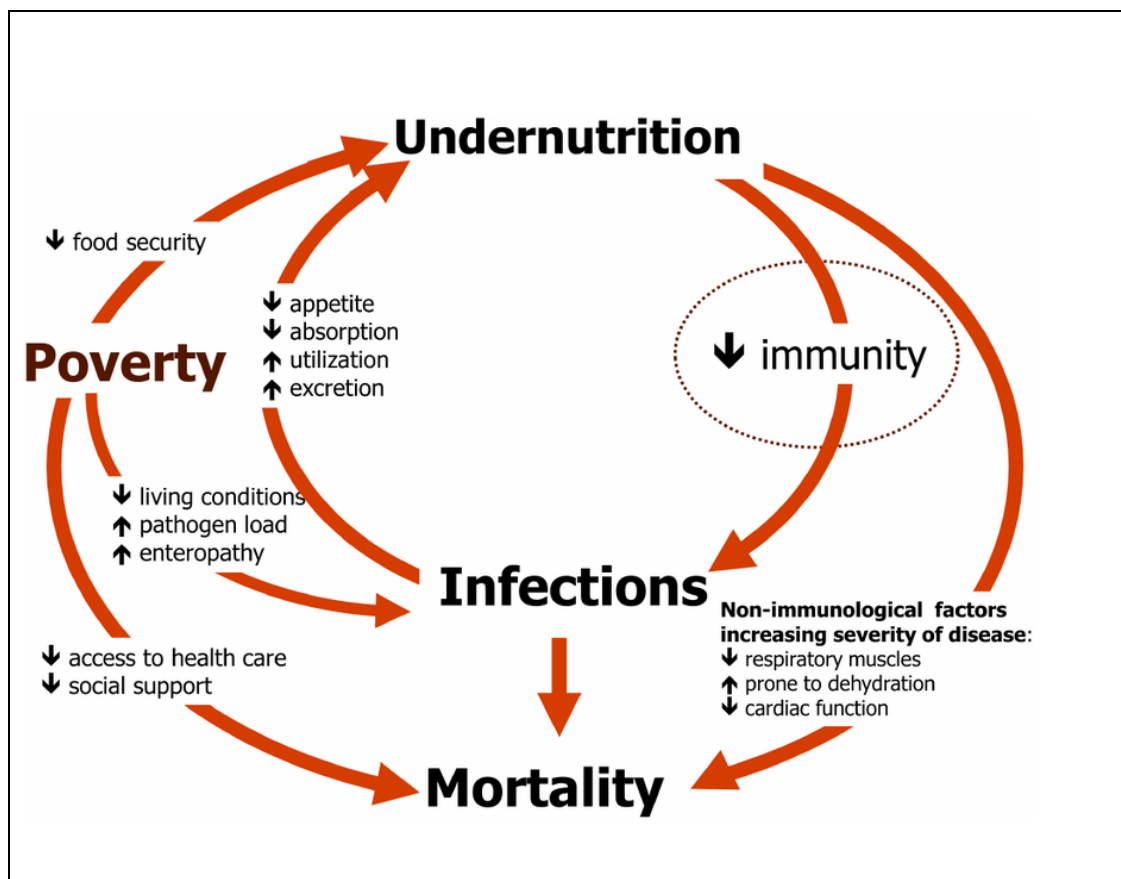 Undernutrition
↓ food security
↓ appetite
↓ absorption
↑ utilization
↑ excretion
Poverty
↓ immunity
↓ living conditions
↑ pathogen load
↑ enteropathy
Infections
Non-immunological factors
increasing severity of disease:
↓ respiratory muscles
↑ prone to dehydration
↓ cardiac function
↓ access to health care
↓ social support
Mortality